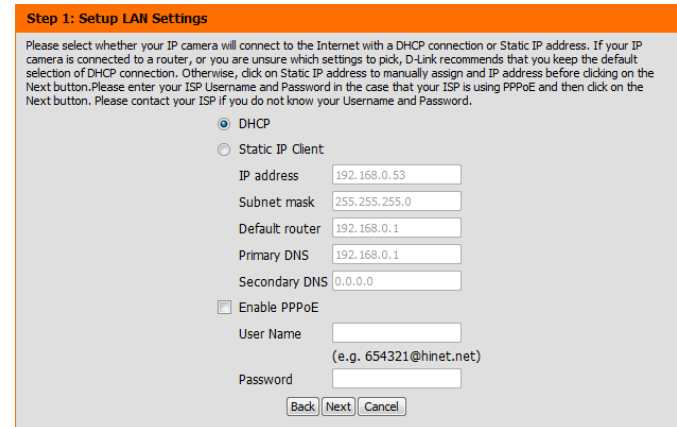 Step 1: Setup LAN Settings
Please select whether your IP camera will connect to the Internet with a DHCP connection or Static IP address. If your IP
camera is connected to a router, or you are unsure which settings to pick, D-Link recommends that you keep the default
selection of DHCP connection. Otherwise, click on Static IP address to manually assign and IP address before clicking on the
Next button.Please enter your ISP Username and Password in the case that your ISP is using PPPoE and then click on the
Next button. Please contact your ISP if you do not know your Username and Password.
DHCP
Static IP Client
IP address 192.168.0.53
Subnet mask 255.255.255.0
Default router 192.168.0.1
Primary DNS 192.168.0.1
Secondary DNS 0.0.0.0
Enable PPPoE
User Name
(e.g. 654321@hinet.net)
Password
Back Next Cancel